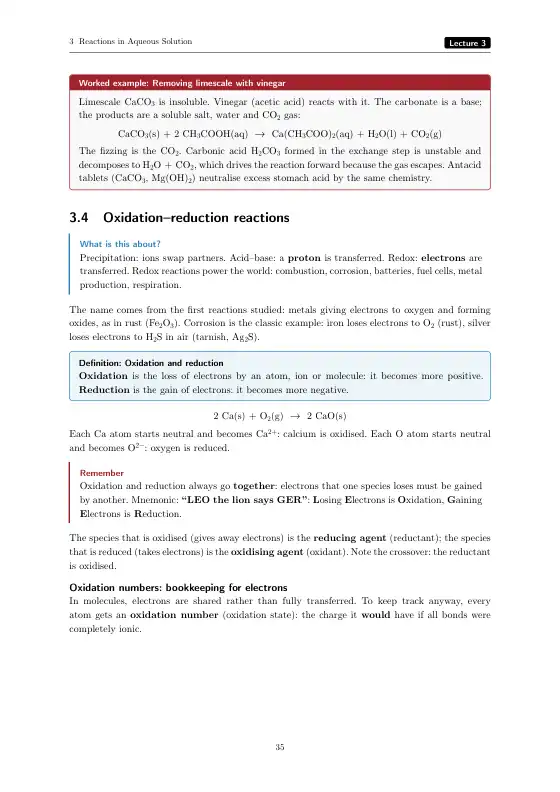 3 Reactions in Aqueous Solution
Lecture 3
Worked example: Removing limescale with vinegar
Limescale CaCO₃ is insoluble. Vinegar (acetic acid) reacts with it. The carbonate is a base;
the products are a soluble salt, water and CO₂ gas:
CaCO₃(s) + 2 CH₃COOH(aq) → Ca(CH₃COO)₂(aq) + H₂O(l) + CO₂(g)
The fizzing is the CO₂. Carbonic acid H₂CO₃ formed in the exchange step is unstable and
decomposes to H₂O + CO₂, which drives the reaction forward because the gas escapes. Antacid
tablets (CaCO₃, Mg(OH)₂) neutralise excess stomach acid by the same chemistry.
3.4 Oxidation–reduction reactions
What is this about?
Precipitation: ions swap partners. Acid–base: a proton is transferred. Redox: electrons are
transferred. Redox reactions power the world: combustion, corrosion, batteries, fuel cells, metal
production, respiration.
The name comes from the first reactions studied: metals giving electrons to oxygen and forming
oxides, as in rust (Fe₂O₃). Corrosion is the classic example: iron loses electrons to O₂ (rust), silver
loses electrons to H₂S in air (tarnish, Ag₂S).
Definition: Oxidation and reduction
Oxidation is the loss of electrons by an atom, ion or molecule: it becomes more positive.
Reduction is the gain of electrons: it becomes more negative.
2 Ca(s) + O₂(g) → 2 CaO(s)
Each Ca atom starts neutral and becomes Ca²⁺: calcium is oxidised. Each O atom starts neutral
and becomes O²⁻: oxygen is reduced.
Remember
Oxidation and reduction always go together: electrons that one species loses must be gained
by another. Mnemonic: “LEO the lion says GER”: Losing Electrons is Oxidation, Gaining
Electrons is Reduction.
The species that is oxidised (gives away electrons) is the reducing agent (reductant); the species
that is reduced (takes electrons) is the oxidising agent (oxidant). Note the crossover: the reductant
is oxidised.
Oxidation numbers: bookkeeping for electrons
In molecules, electrons are shared rather than fully transferred. To keep track anyway, every
atom gets an oxidation number (oxidation state): the charge it would have if all bonds were
completely ionic.
35